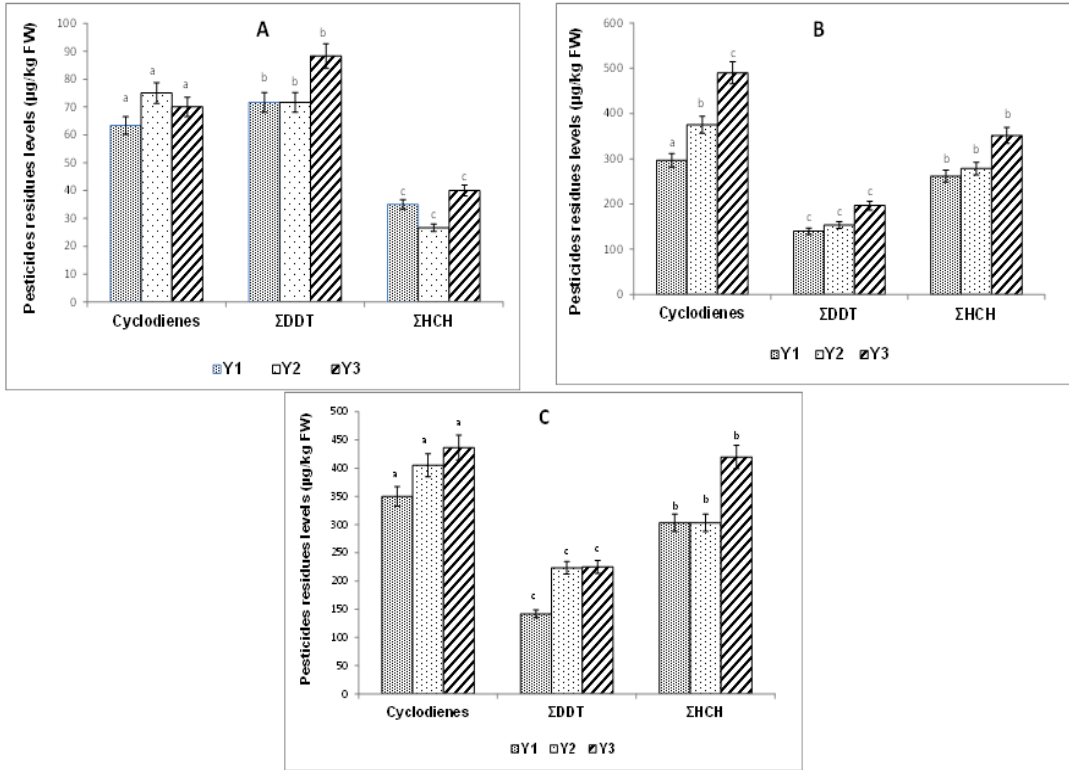 A
Pesticides residues levels (µg/kg FW)
100
90
80
70
60
50
40
30
20
10
0
a
a
a
b
b
b
c
c
c
Cyclodienes ΣDDT ΣHCH
Y1 Y2 Y3
B
Pesticides residues levels (µg/kg FW)
600
500
400
300
200
100
0
a
b
c
c
c
c
b
b
b
Cyclodienes ΣDDT ΣHCH
Y1 Y2 Y3
C
Pesticides residues levels (µg/kg FW)
500
450
400
350
300
250
200
150
100
50
0
a
a
a
c
c
c
b
b
b
Cyclodienes ΣDDT ΣHCH
Y1 Y2 Y3